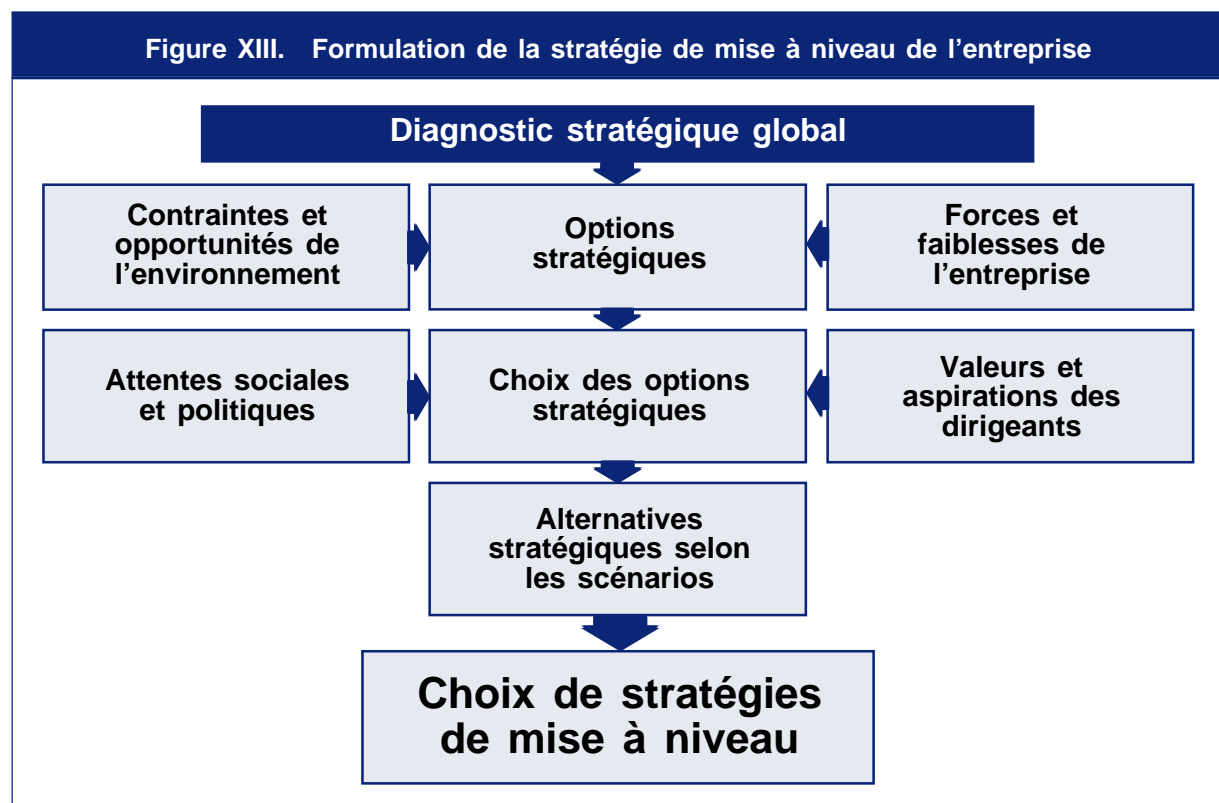 Figure XIII. Formulation de la stratégie de mise à niveau de l’entreprise
Diagnostic stratégique global
Contraintes et
opportunités de
l’environnement
Options
stratégiques
Forces et
faiblesses de
l’entreprise
Attentes sociales
et politiques
Choix des options
stratégiques
Valeurs et
aspirations des
dirigeants
Alternatives
stratégiques selon
les scénarios
Choix de stratégies
de mise à niveau